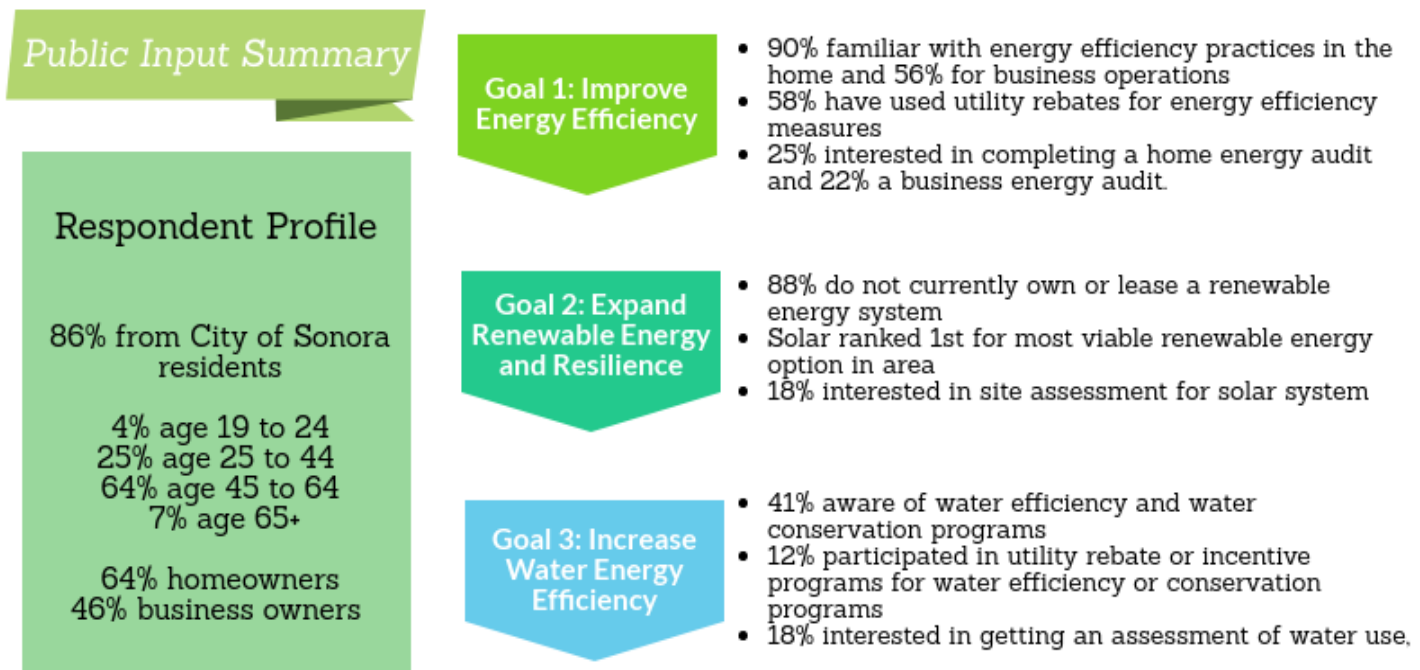 Public Input Summary
Respondent Profile
86% from City of Sonora
residents
4% age 19 to 24
25% age 25 to 44
64% age 45 to 64
7% age 65+
64% homeowners
46% business owners
Goal 1: Improve
Energy Efficiency
• 90% familiar with energy efficiency practices in the
home and 56% for business operations
• 58% have used utility rebates for energy efficiency
measures
• 25% interested in completing a home energy audit
and 22% a business energy audit.
Goal 2: Expand
Renewable Energy
and Resilience
• 88% do not currently own or lease a renewable
energy system
• Solar ranked 1st for most viable renewable energy
option in area
• 18% interested in site assessment for solar system
Goal 3: Increase
Water Energy
Efficiency
• 41% aware of water efficiency and water
conservation programs
• 12% participated in utility rebate or incentive
programs for water efficiency or conservation
programs
• 18% interested in getting an assessment of water use,